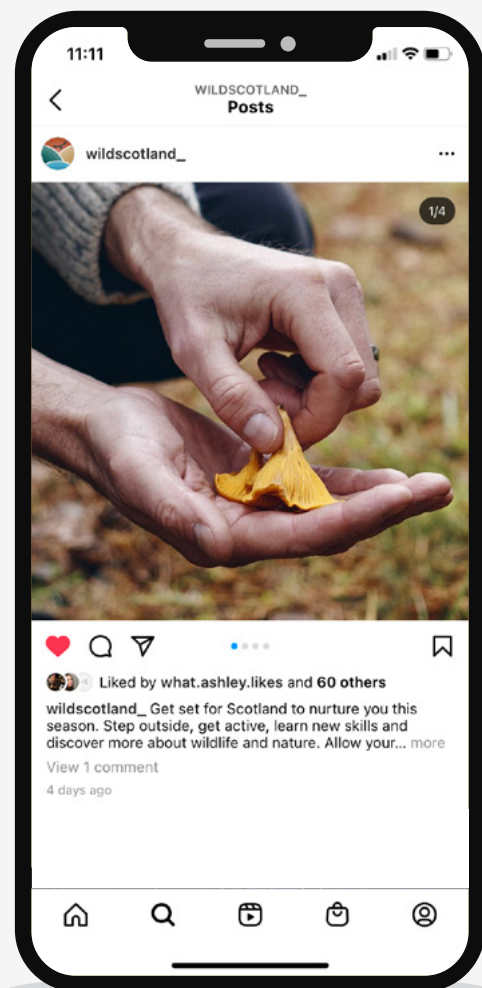 11:11
WILDSCOTLAND_
Posts
wildscotland_
1/4
Liked by what.ashley.likes and 60 others
wildscotland_ Get set for Scotland to nurture you this
season. Step outside, get active, learn new skills and
discover more about wildlife and nature. Allow your... more
View 1 comment
4 days ago